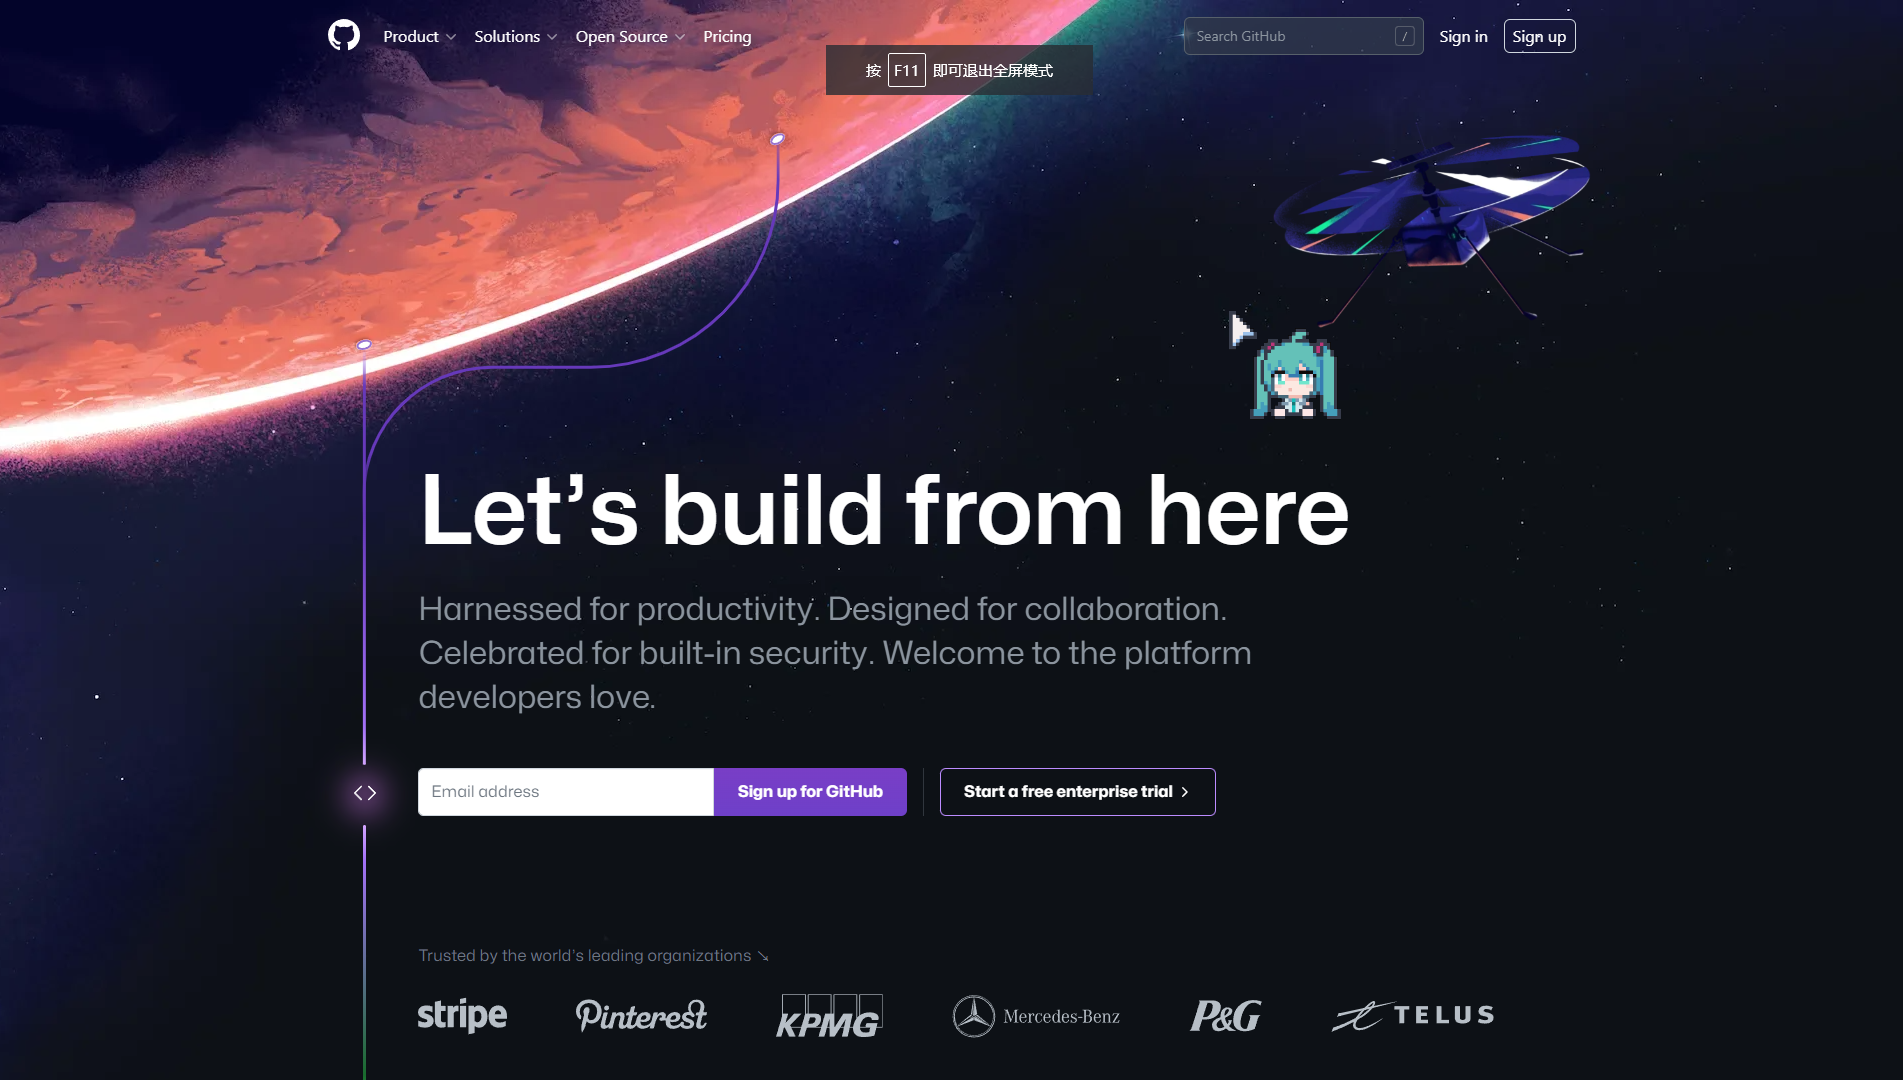 Product Solutions Open Source Pricing Search GitHub / Sign in Sign up
按 F11 即可退出全屏模式
Let’s build from here
Harnessed for productivity. Designed for collaboration.
Celebrated for built-in security. Welcome to the platform
developers love.
Email address Sign up for GitHub Start a free enterprise trial
Trusted by the world’s leading organizations ↘
stripe Pinterest KPMG Mercedes-Benz P&G TELUS